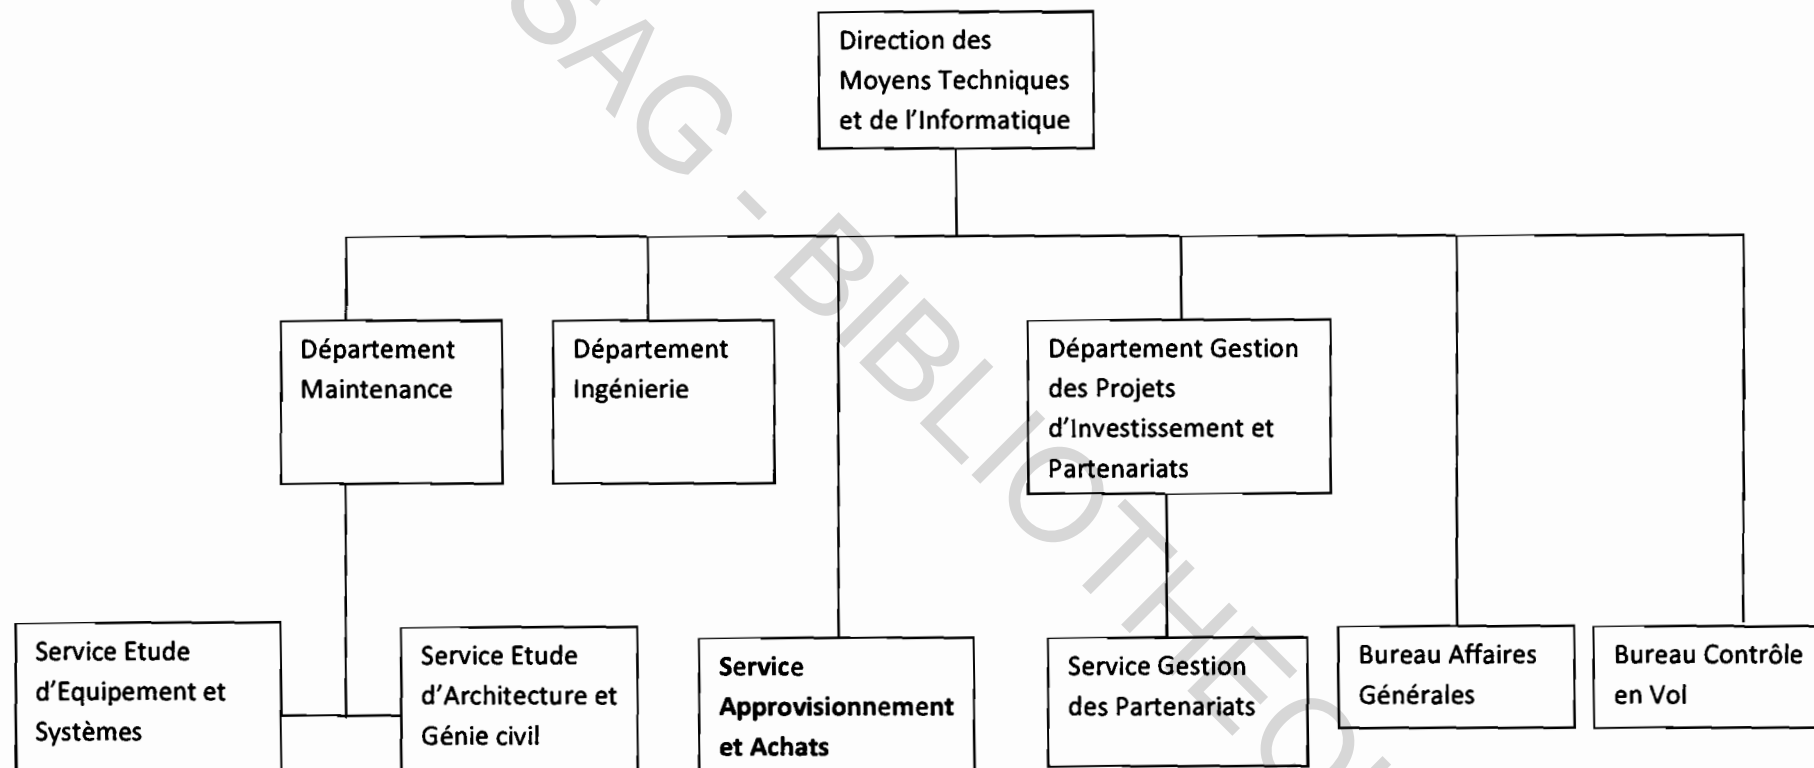 Direction des
Moyens Techniques
et de l'Informatique
Département
Maintenance
Département
Ingénierie
Département Gestion
des Projets
d'Investissement et
Partenariats
Service Etude
d'Equipement et
Systèmes
Service Etude
d'Architecture et
Génie civil
Service
Approvisionnement
et Achats
Service Gestion
des Partenariats
Bureau Affaires
Générales
Bureau Contrôle
en Vol